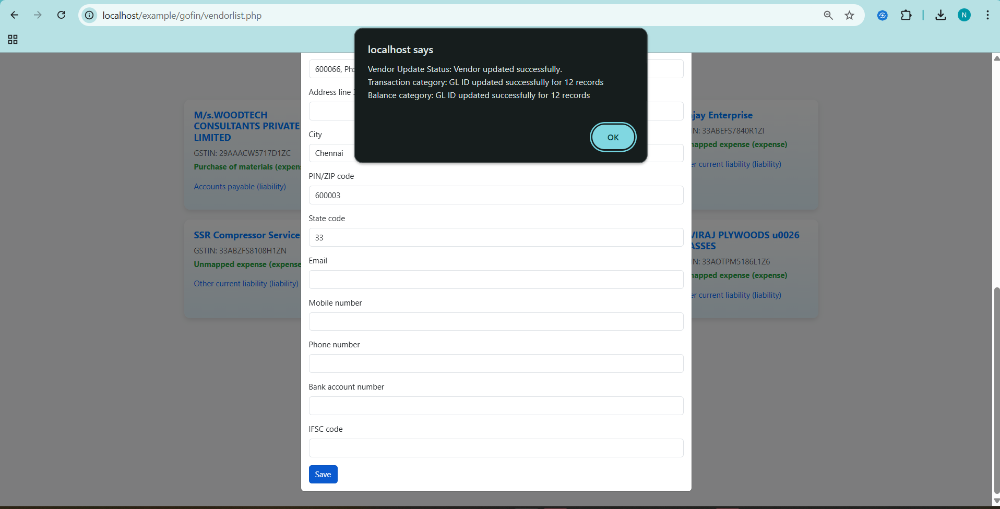 localhost/example/gofin/vendorlist.php
N
localhost says
Vendor Update Status: Vendor updated successfully.
Transaction category: GL ID updated successfully for 12 records
Balance category: GL ID updated successfully for 12 records
OK
600066, Ph:
Address line
City
Chennai
PIN/ZIP code
600003
State code
33
Email
Mobile number
Phone number
Bank account number
IFSC code
Save
M/s.WOODTECH
CONSULTANTS PRIVATE
LIMITED
GSTIN: 29AAACW5717D1ZC
Purchase of materials (expen
Accounts payable (liability)
jay Enterprise
N: 33ABEFS7840R1ZI
mapped expense (expense)
er current liability (liability)
SSR Compressor Service
GSTIN: 33ABZFS8108H1ZN
Unmapped expense (expense
Other current liability (liability)
VIRAJ PLYWOODS u0026
ASSES
N: 33AOTPM5186L1Z6
mapped expense (expense)
er current liability (liability)